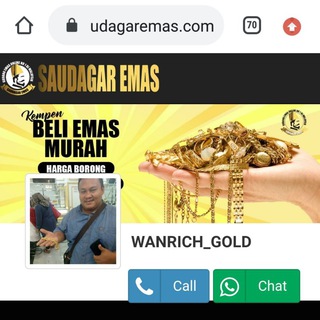 udagaremas.com
70
SAUDAGAR EMAS
Kempen
BELI EMAS
MURAH
HARGA BORONG
WANRICH_GOLD
Call
Chat